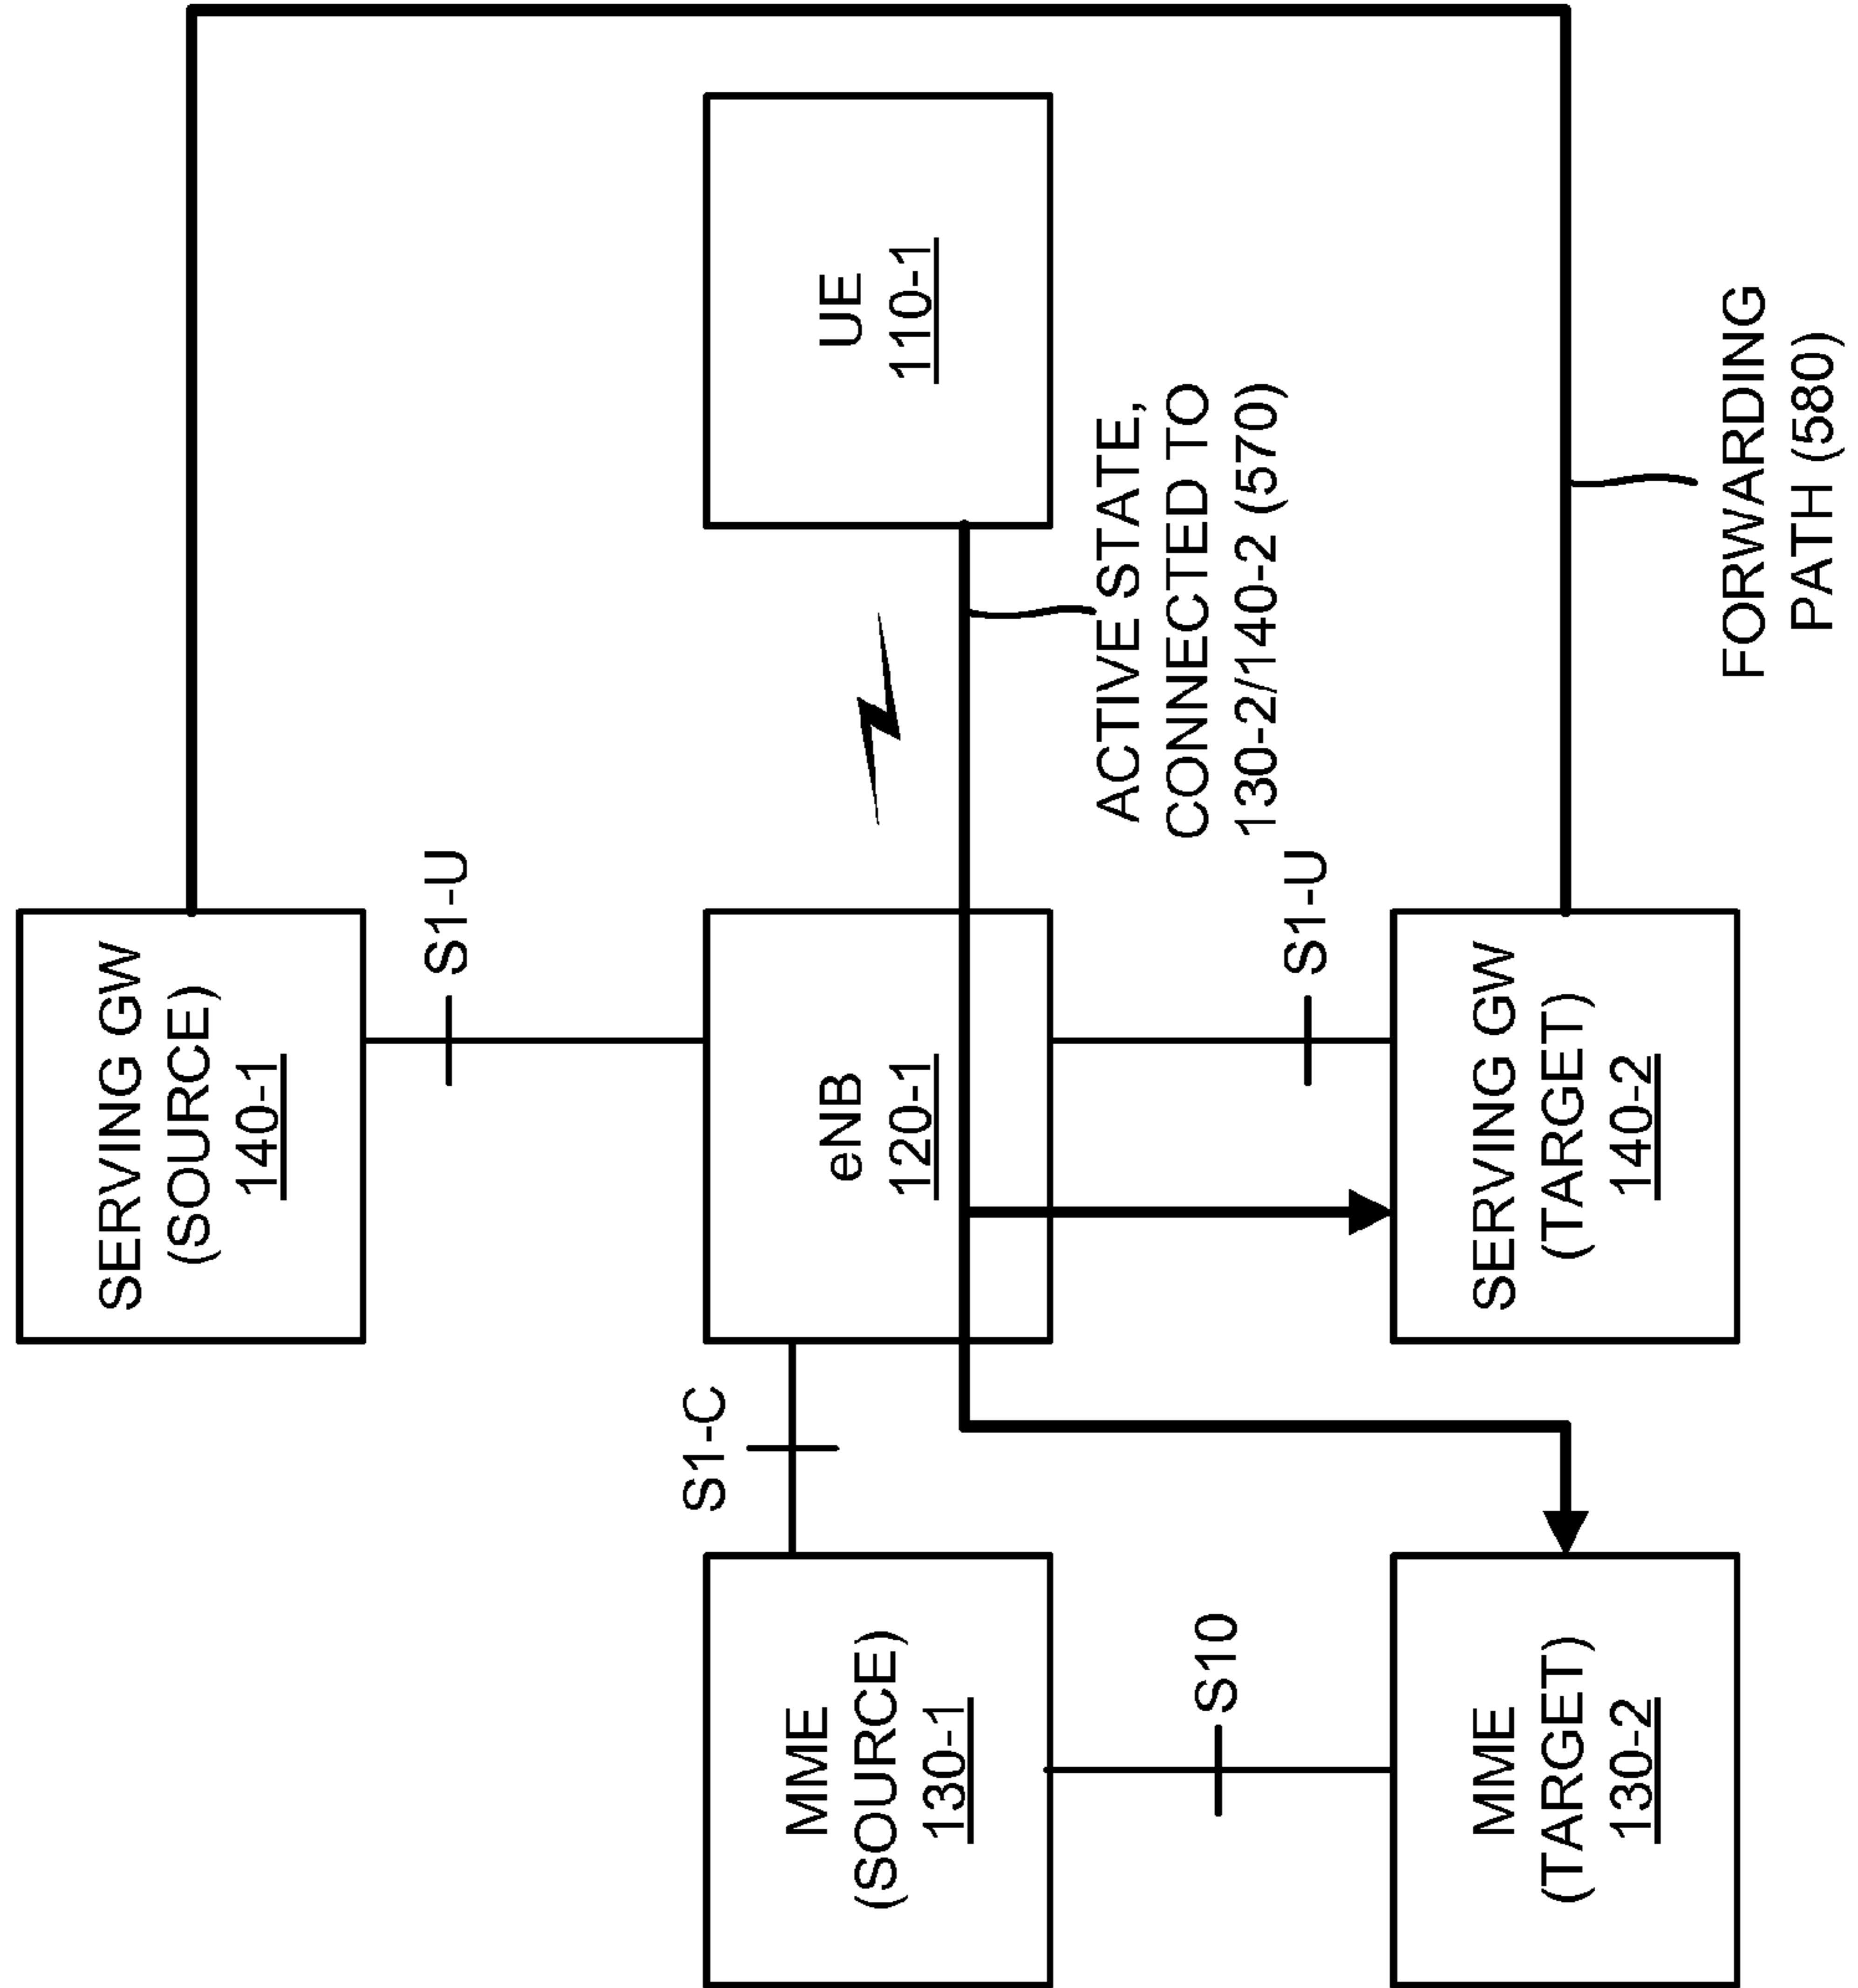 SERVING GW
(SOURCE)
140-1
S1-U
MME
(SOURCE)
130-1
S1-C
eNB
120-1
UE
110-1
ACTIVE STATE,
CONNECTED TO
130-2/140-2 (570)
S10
S1-U
MME
(TARGET)
130-2
SERVING GW
(TARGET)
140-2
FORWARDING
PATH (580)